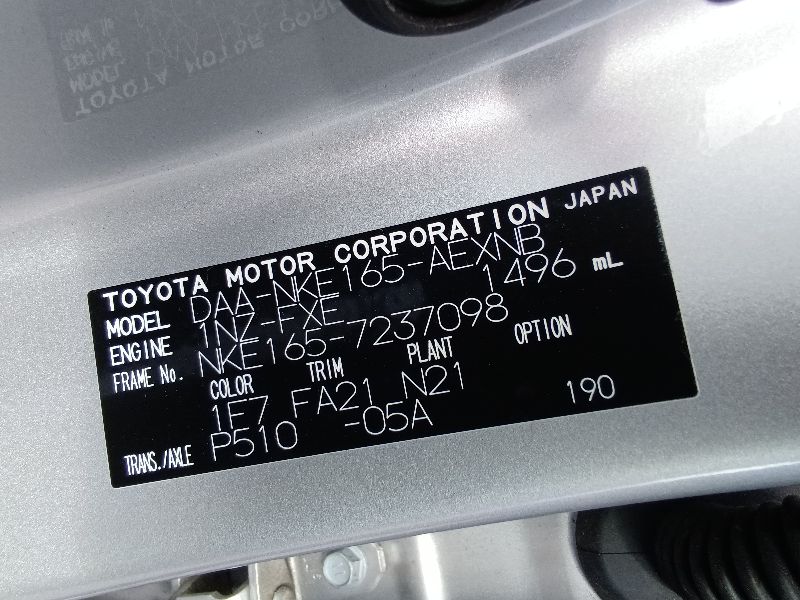 TOYOTA MOTOR CORPORATION JAPAN
MODEL DAA-NKE165-AEXNB
ENGINE 1NZ-FXE 1496 mL
FRAME No. NKE165-7237098
COLOR TRIM PLANT OPTION
1F7 FA21 N21
TRANS./AXLE P510 -05A 190